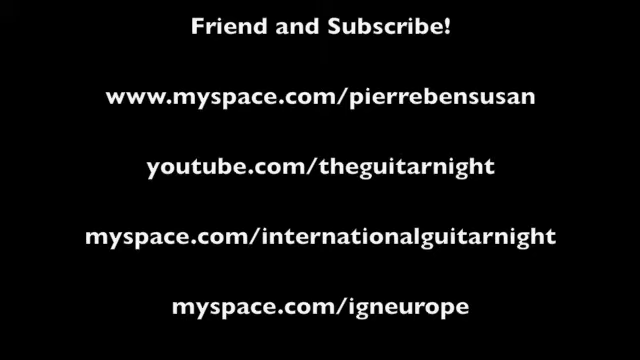 Friend and Subscribe!
www.myspace.com/pierrebensusan
youtube.com/theguitarnight
myspace.com/internationalguitarnight
myspace.com/igneurope